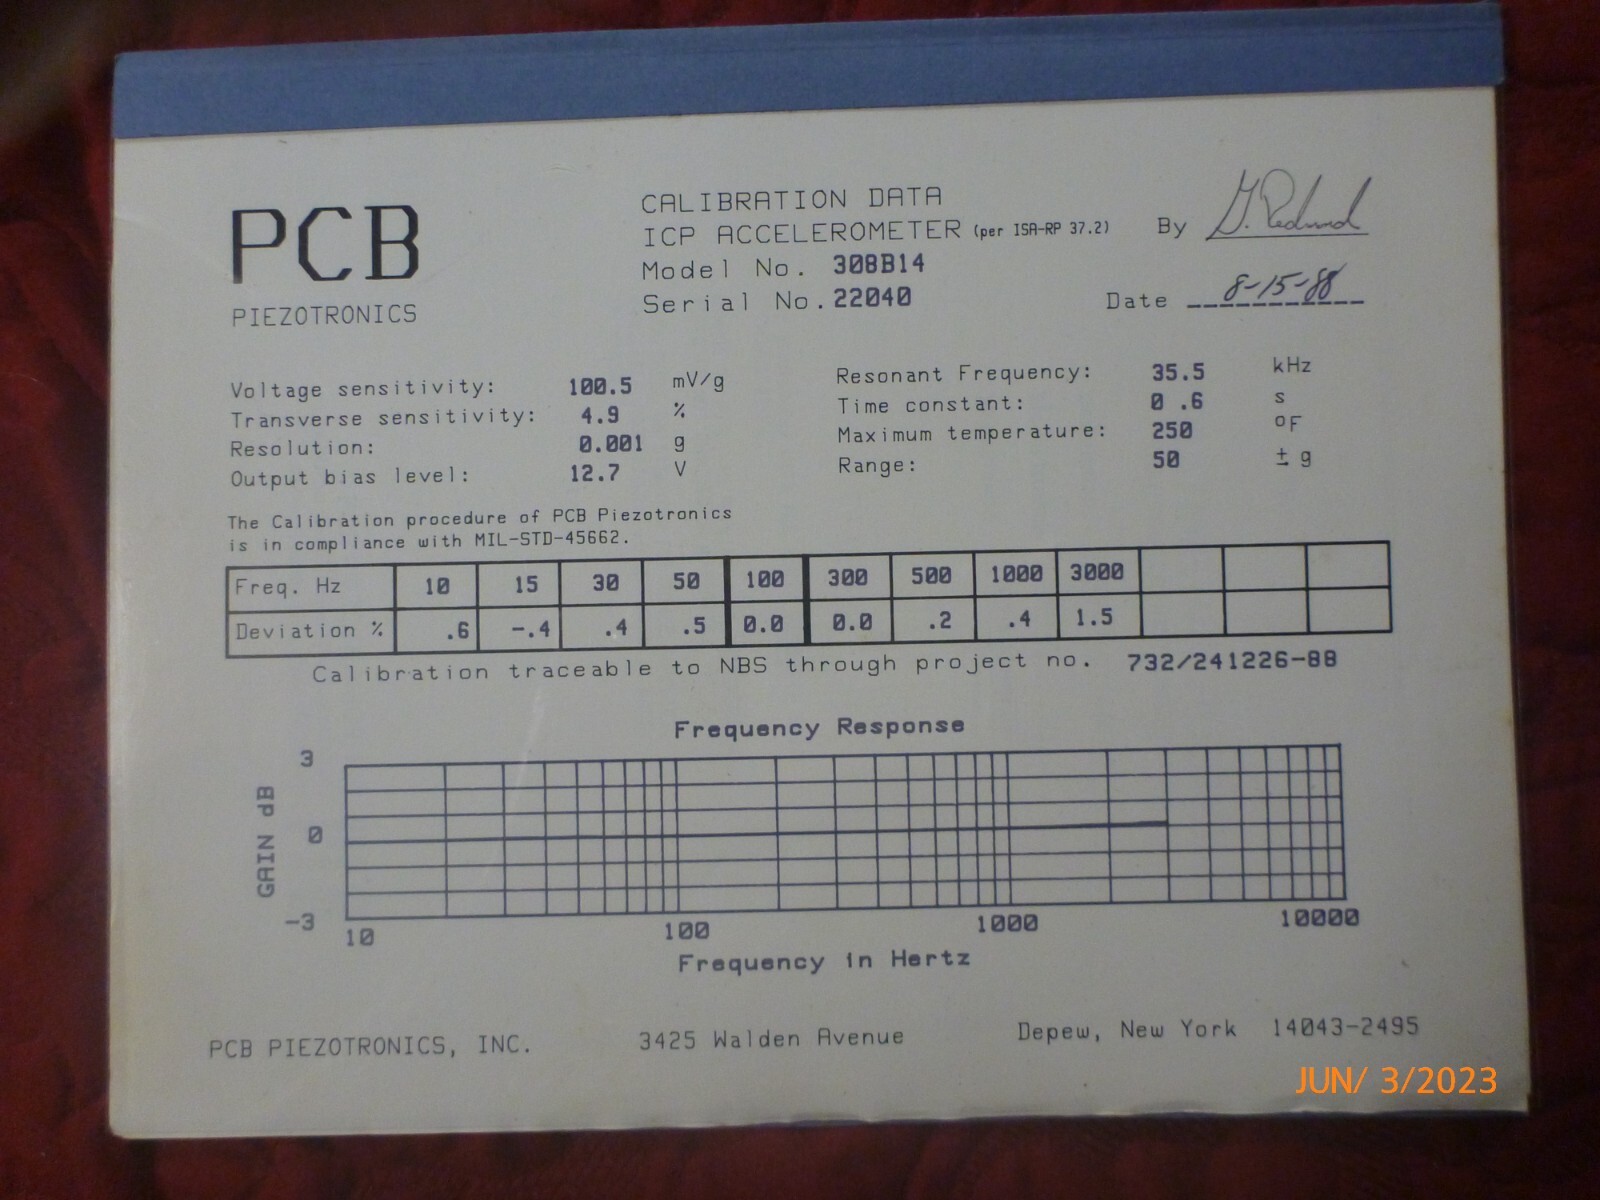 PCB
PIEZOTRONICS
CALIBRATION DATA
ICP ACCELEROMETER (per ISA-RP 37.2)
Model No. 308B14
Serial No. 22040
By G. Redmond
Date 8-15-88
Voltage sensitivity: 100.5 mV/g
Transverse sensitivity: 4.9 %
Resolution: 0.001 g
Output bias level: 12.7 V
Resonant Frequency: 35.5 kHz
Time constant: 0 .6 s
Maximum temperature: 250 °F
Range: 50 ± g
The Calibration procedure of PCB Piezotronics
is in compliance with MIL-STD-45662.
Freq. Hz 10 15 30 50 100 300 500 1000 3000
Deviation % .6 -.4 .4 .5 0.0 0.0 .2 .4 1.5
Calibration traceable to NBS through project no. 732/241226-88
Frequency Response
GAIN dB
3
0
-3
10 100 1000 10000
Frequency in Hertz
PCB PIEZOTRONICS, INC. 3425 Walden Avenue Depew, New York 14043-2495
JUN/ 3/2023